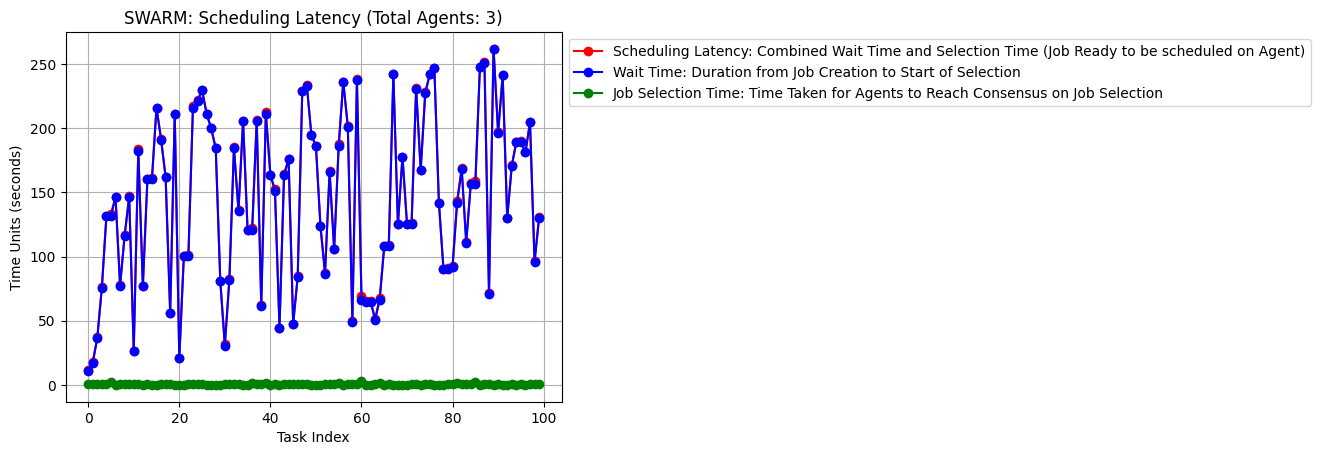 SWARM: Scheduling Latency (Total Agents: 3)
Scheduling Latency: Combined Wait Time and Selection Time (Job Ready to be scheduled on Agent)
Wait Time: Duration from Job Creation to Start of Selection
Job Selection Time: Time Taken for Agents to Reach Consensus on Job Selection
Time Units (seconds)
250
200
150
100
50
0
0 20 40 60 80 100
Task Index